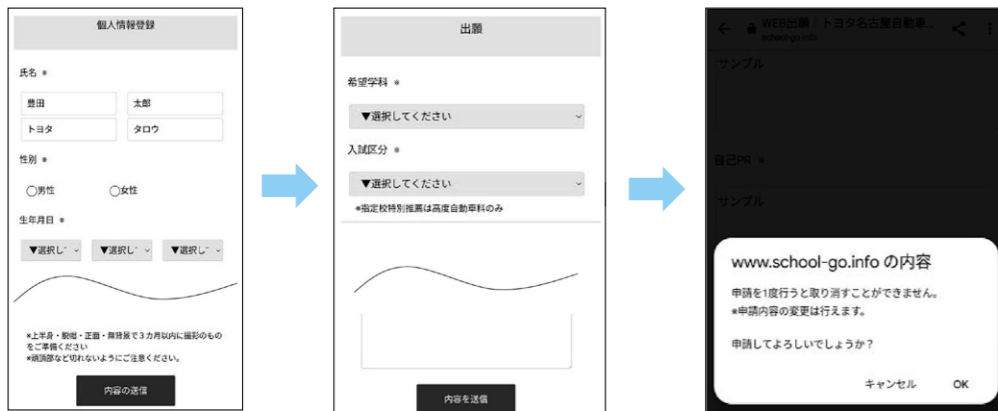 個人情報登録
氏名 ※
豊田
太郎
トヨタ
タロウ
性別 ※
○男性
○女性
生年月日 ※
▼選択し
▼選択し
▼選択し
※上半身・脱帽・正面・無背景で3カ月以内に撮影のもの
をご準備ください
※頭頂部など切れないようにご注意ください。
内容の送信
出願
希望学科 ※
▼選択してください
入試区分 ※
▼選択してください
※指定校特別推薦は高度自動車科のみ
内容を送信
WEB出願｜トヨタ名古屋自動車...
school-go.info
サンプル
自己PR ※
サンプル
www.school-go.info の内容
申請を1度行うと取り消すことができません。
※申請内容の変更は行えます。
申請してよろしいでしょうか？
キャンセル
OK